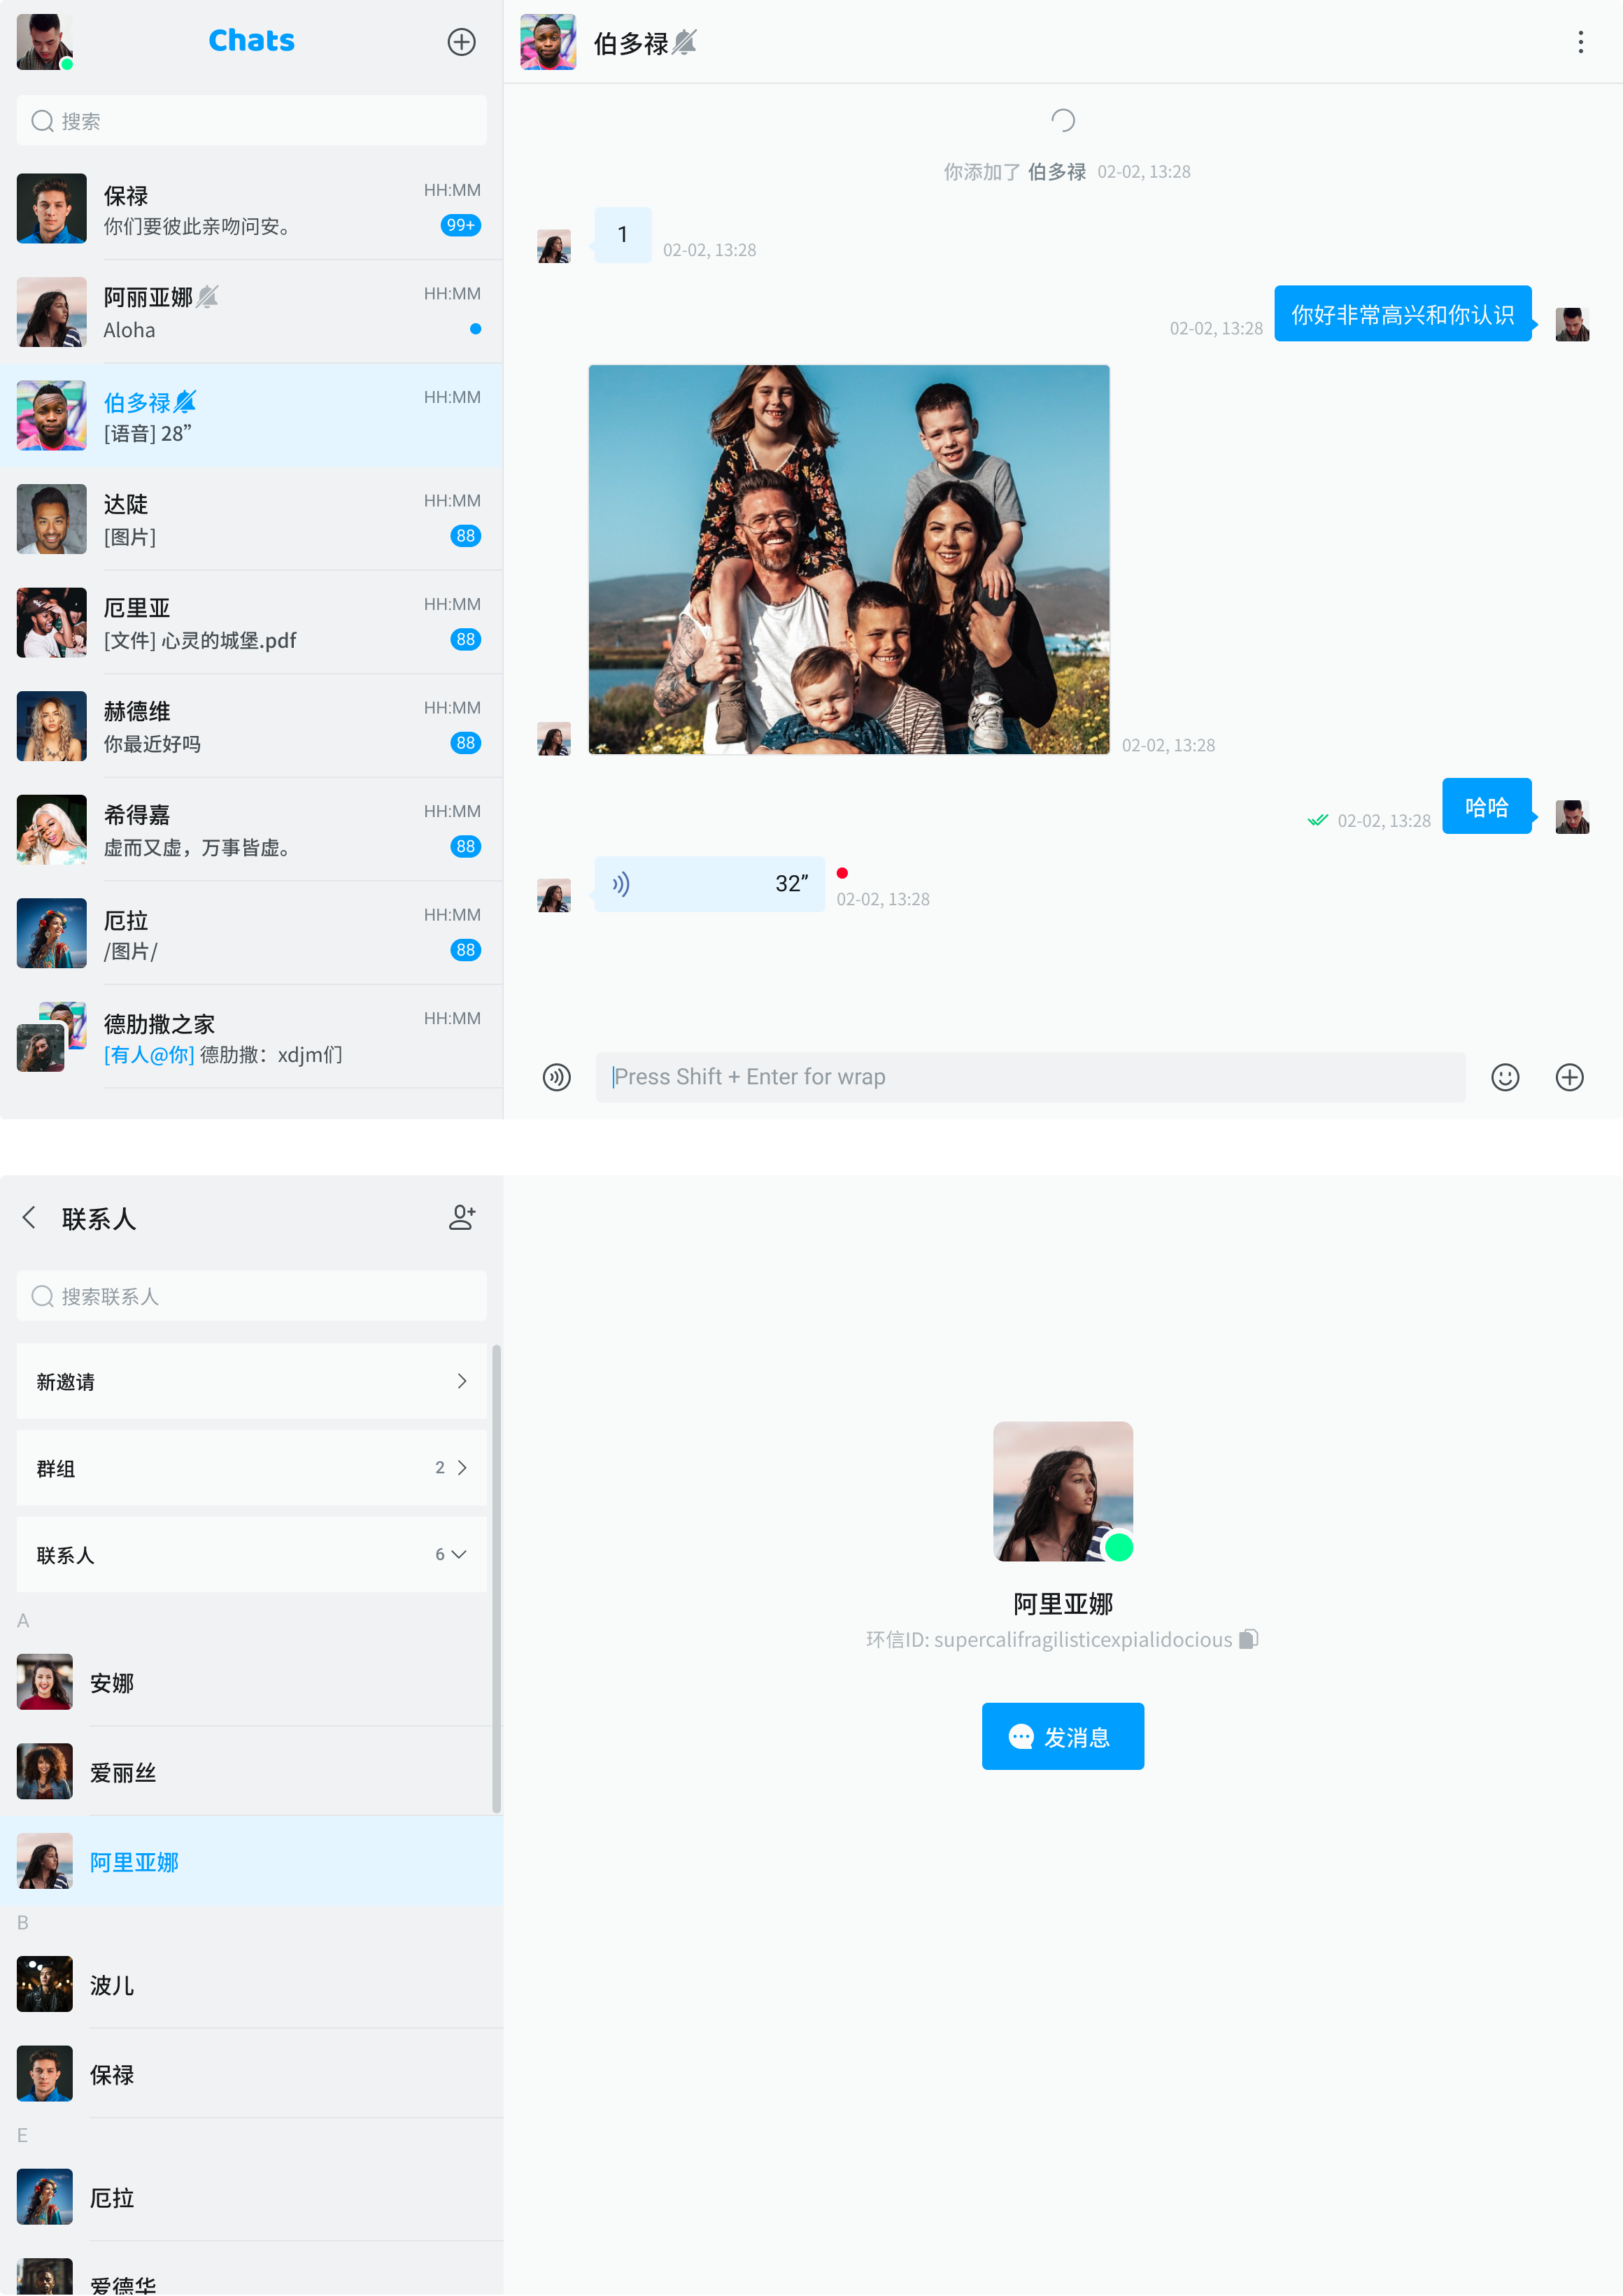 Chats
搜索
保禄
HH:MM
你们要彼此亲吻问安。
99+
阿丽亚娜
HH:MM
Aloha
伯多禄
HH:MM
[语音] 28”
达陡
HH:MM
[图片]
88
厄里亚
HH:MM
[文件] 心灵的城堡.pdf
88
赫德维
HH:MM
你最近好吗
88
希得嘉
HH:MM
虚而又虚，万事皆虚。
88
厄拉
HH:MM
/图片/
88
德肋撒之家
HH:MM
[有人@你] 德肋撒：xdjm们
伯多禄
你添加了 伯多禄 02-02, 13:28
1
02-02, 13:28
02-02, 13:28
你好非常高兴和你认识
02-02, 13:28
02-02, 13:28
哈哈
32”
02-02, 13:28
Press Shift + Enter for wrap
联系人
搜索联系人
新邀请
群组
2
联系人
6
A
安娜
爱丽丝
阿里亚娜
B
波儿
保禄
E
厄拉
爱德华
阿里亚娜
环信ID: supercalifragilisticexpialidocious
发消息